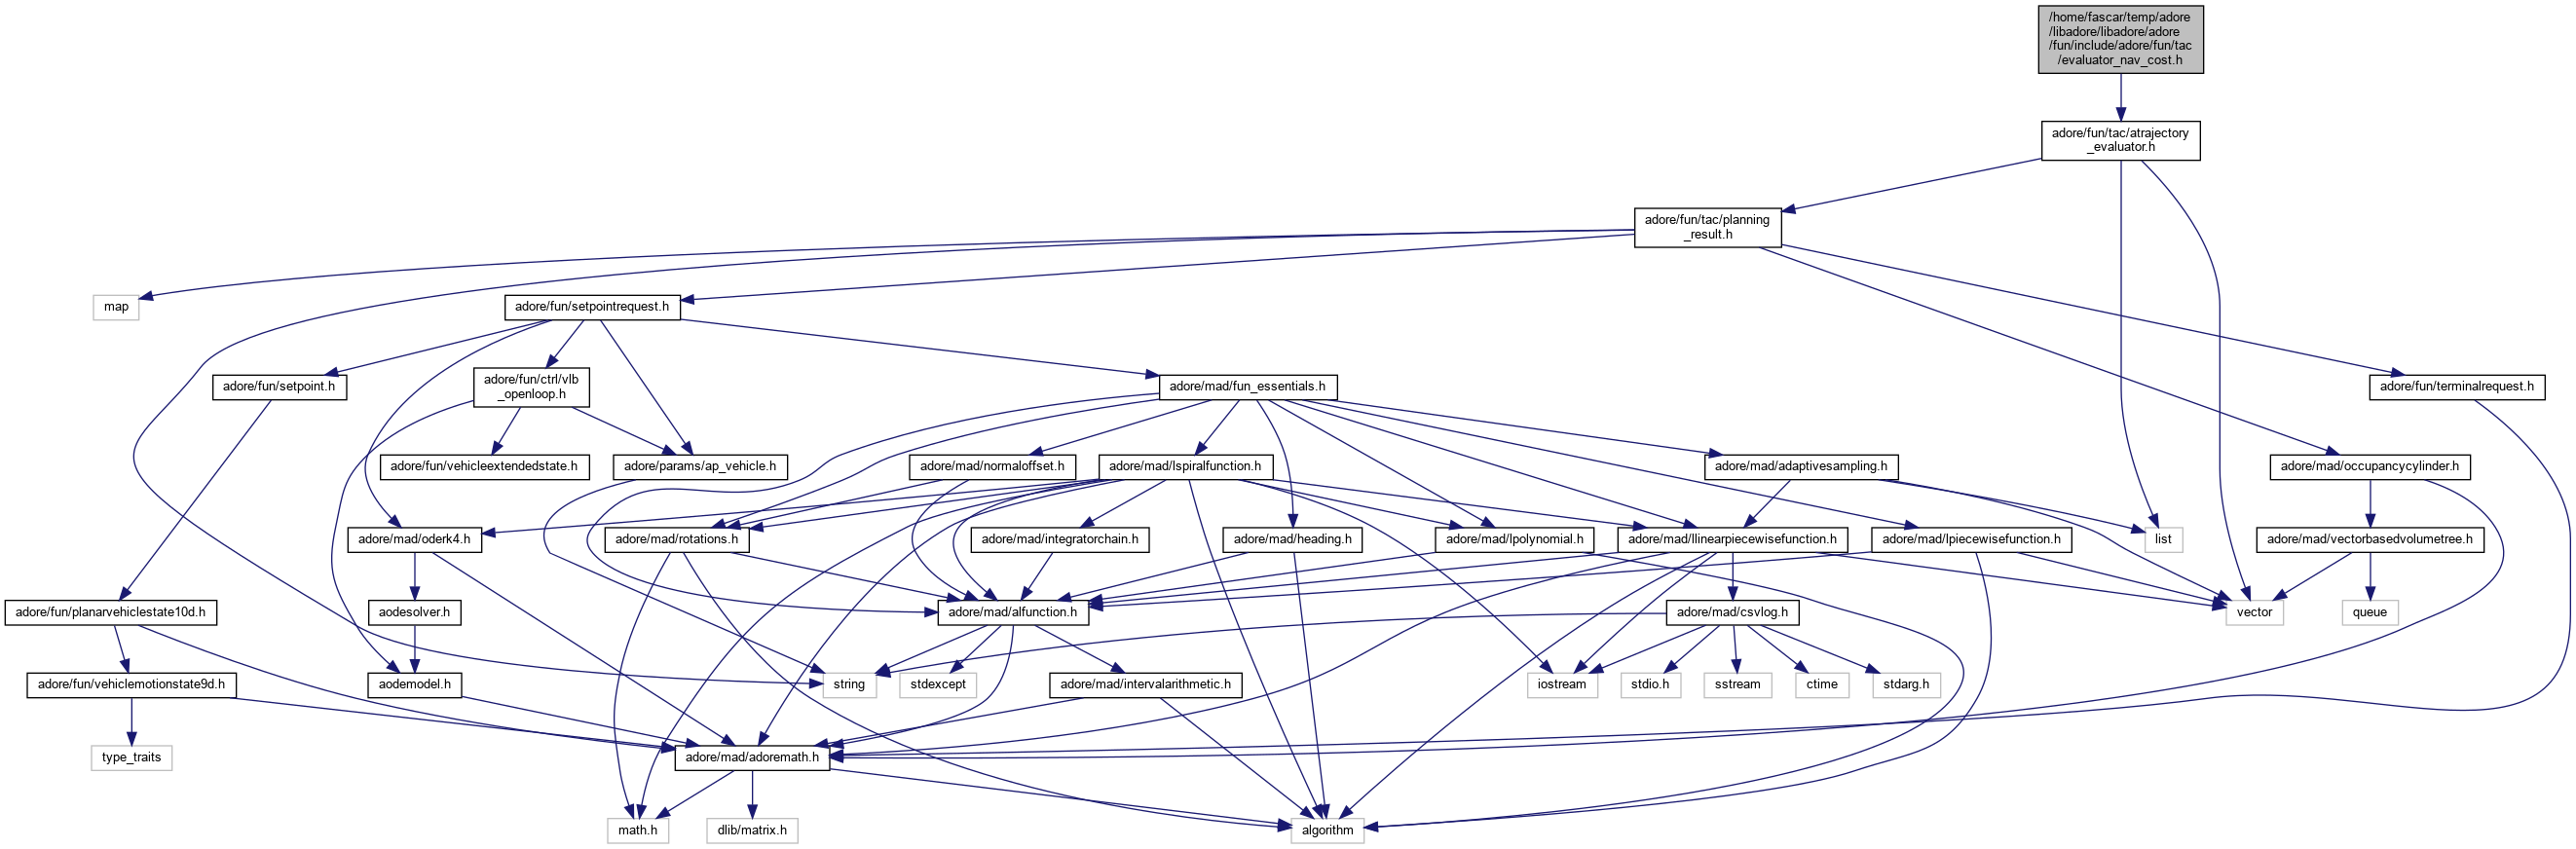 /home/fascar/temp/adore
/libadore/libadore/adore
/fun/include/adore/fun/tac
/evaluator_nav_cost.h
adore/fun/tac/atrajectory
_evaluator.h
adore/fun/tac/planning
_result.h
map
adore/fun/setpointrequest.h
adore/fun/setpoint.h
adore/fun/ctrl/vlb
_openloop.h
adore/mad/fun_essentials.h
adore/fun/terminalrequest.h
adore/fun/vehicleextendedstate.h
adore/params/ap_vehicle.h
adore/mad/normaloffset.h
adore/mad/lspiralfunction.h
adore/mad/adaptivesampling.h
adore/mad/occupancycylinder.h
adore/mad/oderk4.h
adore/mad/rotations.h
adore/mad/integratorchain.h
adore/mad/heading.h
adore/mad/lpolynomial.h
adore/mad/llinearpiecewisefunction.h
adore/mad/lpiecewisefunction.h
list
adore/mad/vectorbasedvolumetree.h
adore/fun/planarvehiclestate10d.h
aodesolver.h
adore/mad/alfunction.h
adore/mad/csvlog.h
vector
queue
adore/fun/vehiclemotionstate9d.h
aodemodel.h
string
stdexcept
adore/mad/intervalarithmetic.h
iostream
stdio.h
sstream
ctime
stdarg.h
type_traits
adore/mad/adoremath.h
math.h
dlib/matrix.h
algorithm